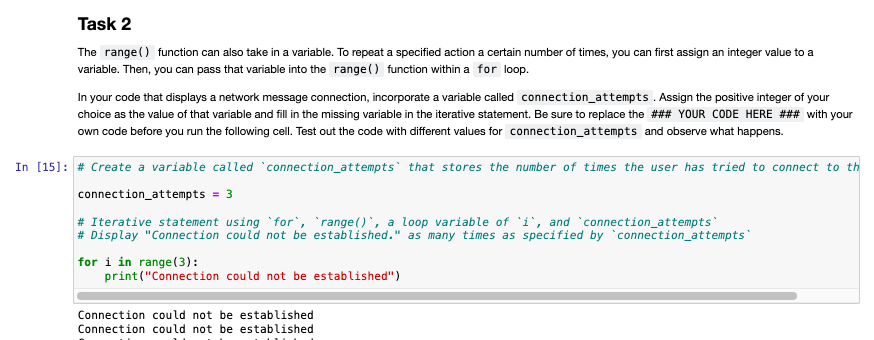 Task 2
The range() function can also take in a variable. To repeat a specified action a certain number of times, you can first assign an integer value to a
variable. Then, you can pass that variable into the range() function within a for loop.
In your code that displays a network message connection, incorporate a variable called connection_attempts . Assign the positive integer of your
choice as the value of that variable and fill in the missing variable in the iterative statement. Be sure to replace the ### YOUR CODE HERE ### with your
own code before you run the following cell. Test out the code with different values for connection_attempts and observe what happens.
In [15]: # Create a variable called `connection_attempts` that stores the number of times the user has tried to connect to th
connection_attempts = 3
# Iterative statement using `for`, `range()`, a loop variable of `i`, and `connection_attempts`
# Display "Connection could not be established." as many times as specified by `connection_attempts`
for i in range(3):
    print("Connection could not be established")
Connection could not be established
Connection could not be established